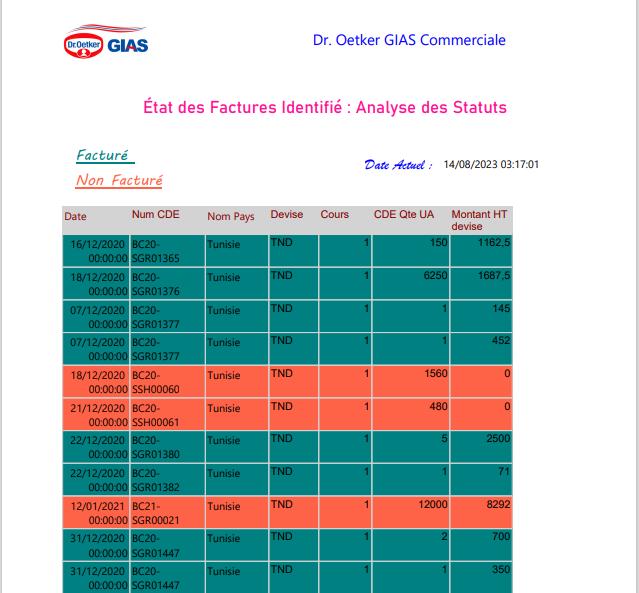 Dr.Oetker GIAS
Dr. Oetker GIAS Commerciale
État des Factures Identifié : Analyse des Statuts
Facturé
Date Actuel : 14/08/2023 03:17:01
Non Facturé
Date Num CDE Nom Pays Devise Cours CDE Qte UA Montant HT
devise
16/12/2020 BC20- Tunisie TND 1 150 1162,5
00:00:00 SGR01365
18/12/2020 BC20- Tunisie TND 1 6250 1687,5
00:00:00 SGR01376
07/12/2020 BC20- Tunisie TND 1 1 145
00:00:00 SGR01377
07/12/2020 BC20- Tunisie TND 1 1 452
00:00:00 SGR01377
18/12/2020 BC20- Tunisie TND 1 1560 0
00:00:00 SSH00060
21/12/2020 BC20- Tunisie TND 1 480 0
00:00:00 SSH00061
22/12/2020 BC20- Tunisie TND 1 5 2500
00:00:00 SGR01380
22/12/2020 BC20- Tunisie TND 1 1 71
00:00:00 SGR01382
12/01/2021 BC21- Tunisie TND 1 12000 8292
00:00:00 SGR00021
31/12/2020 BC20- Tunisie TND 1 2 700
00:00:00 SGR01447
31/12/2020 BC20- Tunisie TND 1 1 350
00:00:00 SGR01447